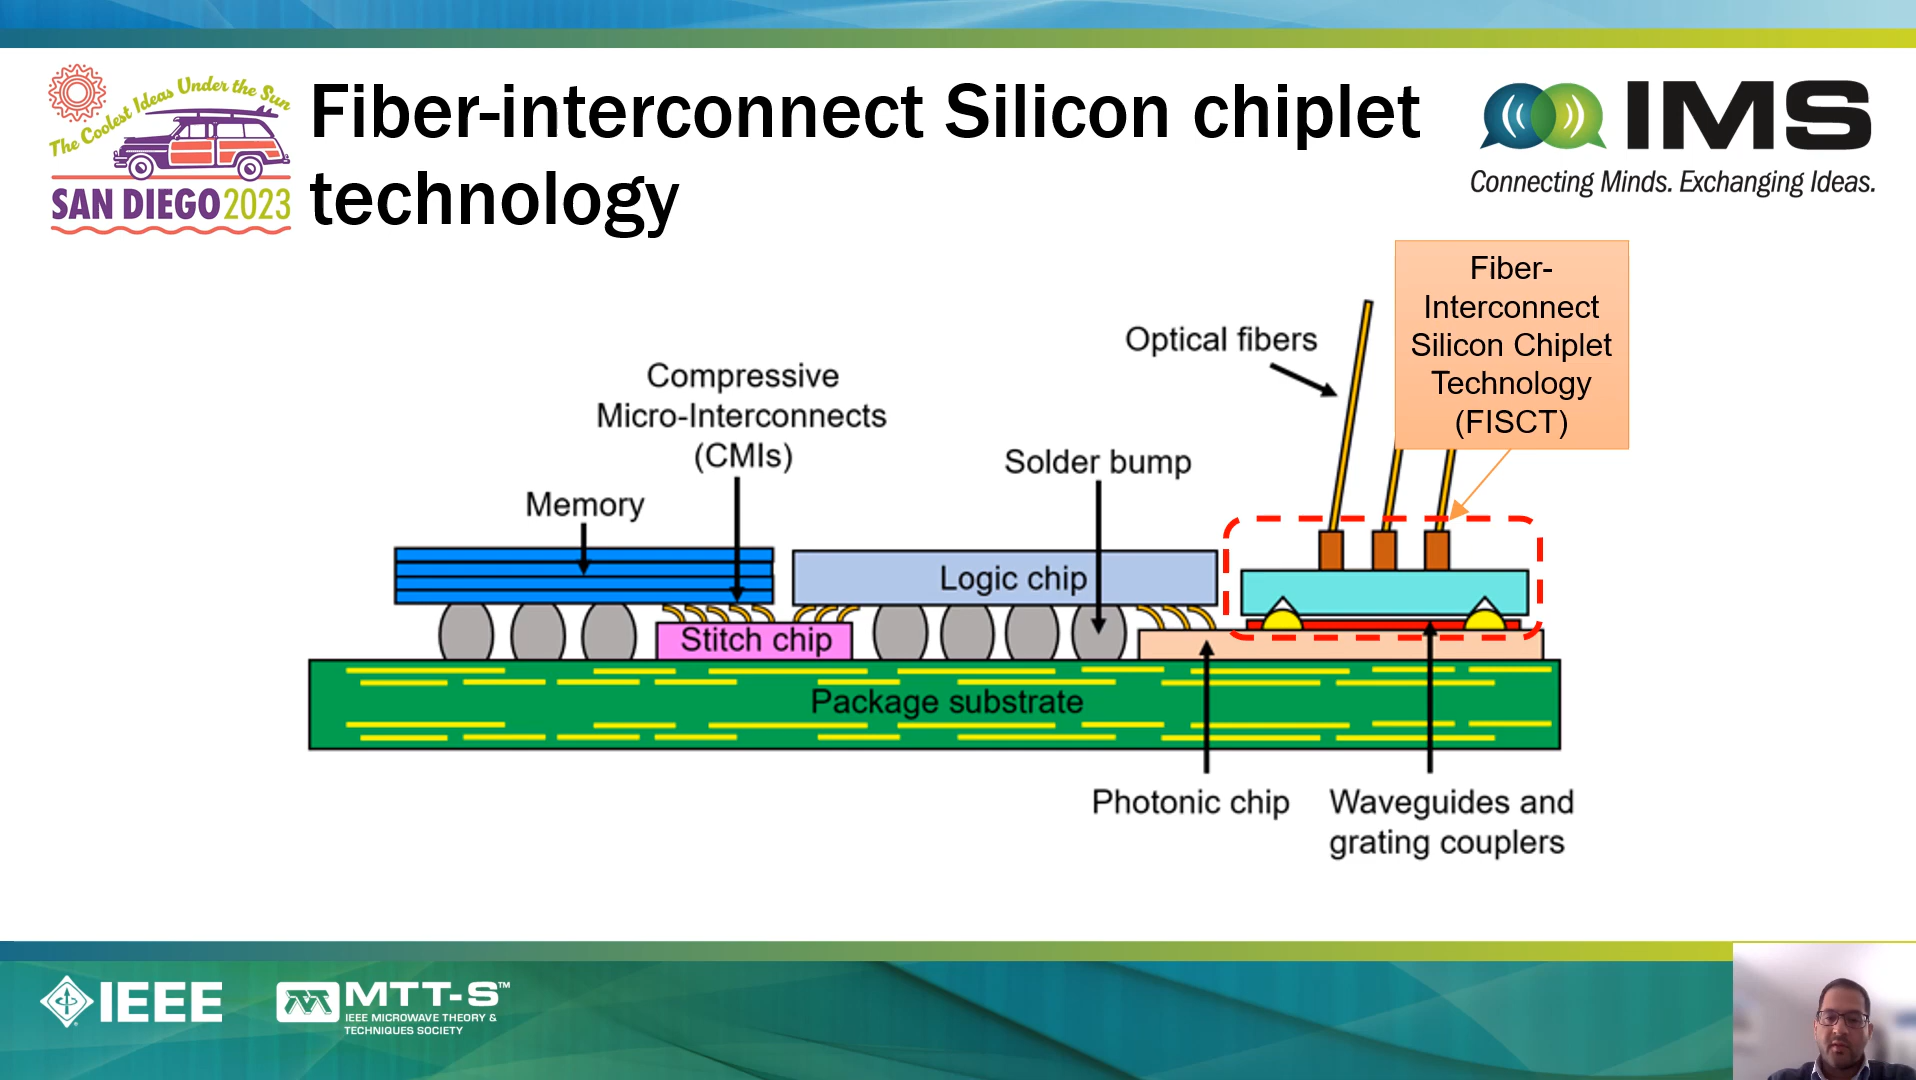 The Coolest Ideas Under the Sun
SAN DIEGO 2023
Fiber-interconnect Silicon chiplet
technology
IMS
Connecting Minds. Exchanging Ideas.
Fiber-
Interconnect
Silicon Chiplet
Technology
(FISCT)
Optical fibers
Compressive
Micro-Interconnects
(CMIs)
Solder bump
Memory
Logic chip
Stitch chip
Package substrate
Photonic chip
Waveguides and
grating couplers
IEEE
MTT-S™
IEEE MICROWAVE THEORY &
TECHNIQUES SOCIETY